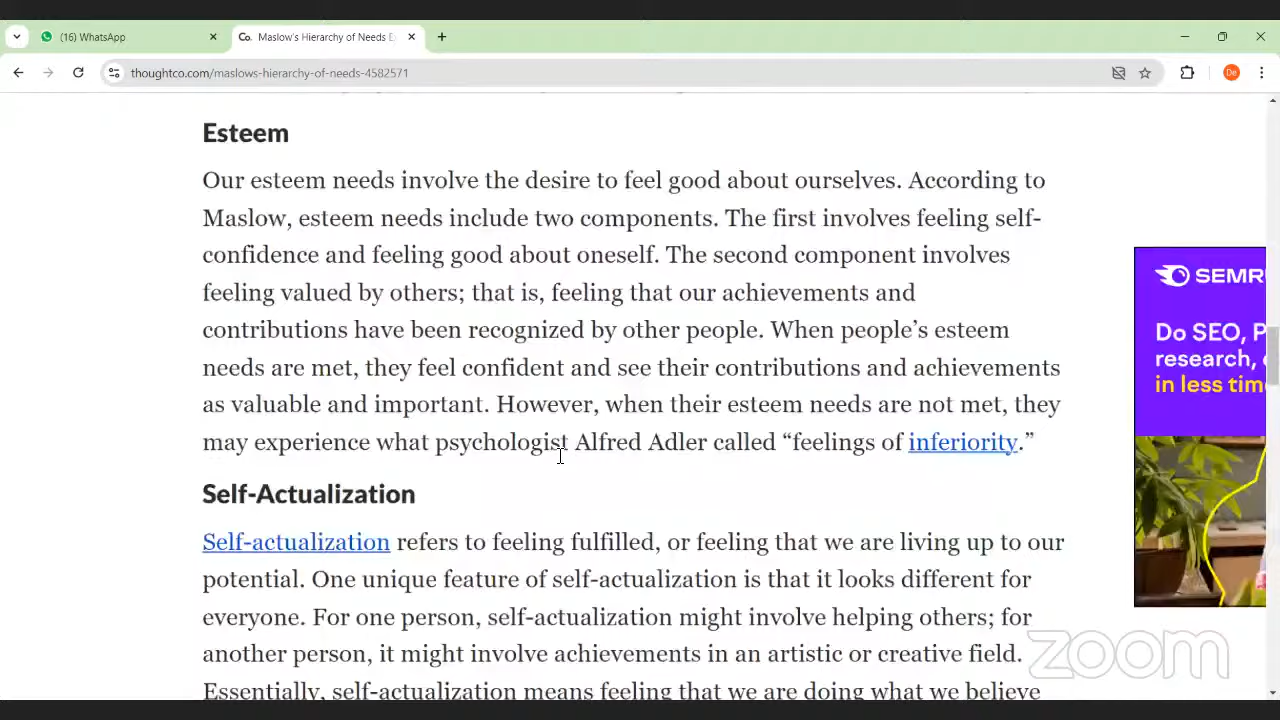 (16) WhatsApp
Co. Maslow's Hierarchy of Needs E
thoughtco.com/maslows-hierarchy-of-needs-4582571
De
Esteem
Our esteem needs involve the desire to feel good about ourselves. According to
Maslow, esteem needs include two components. The first involves feeling self-
confidence and feeling good about oneself. The second component involves
feeling valued by others; that is, feeling that our achievements and
contributions have been recognized by other people. When people’s esteem
needs are met, they feel confident and see their contributions and achievements
as valuable and important. However, when their esteem needs are not met, they
may experience what psychologist Alfred Adler called “feelings of inferiority.”
Self-Actualization
Self-actualization refers to feeling fulfilled, or feeling that we are living up to our
potential. One unique feature of self-actualization is that it looks different for
everyone. For one person, self-actualization might involve helping others; for
another person, it might involve achievements in an artistic or creative field.
Essentially, self-actualization means feeling that we are doing what we believe
SEMR
Do SEO, P
research,
in less tim
zoom